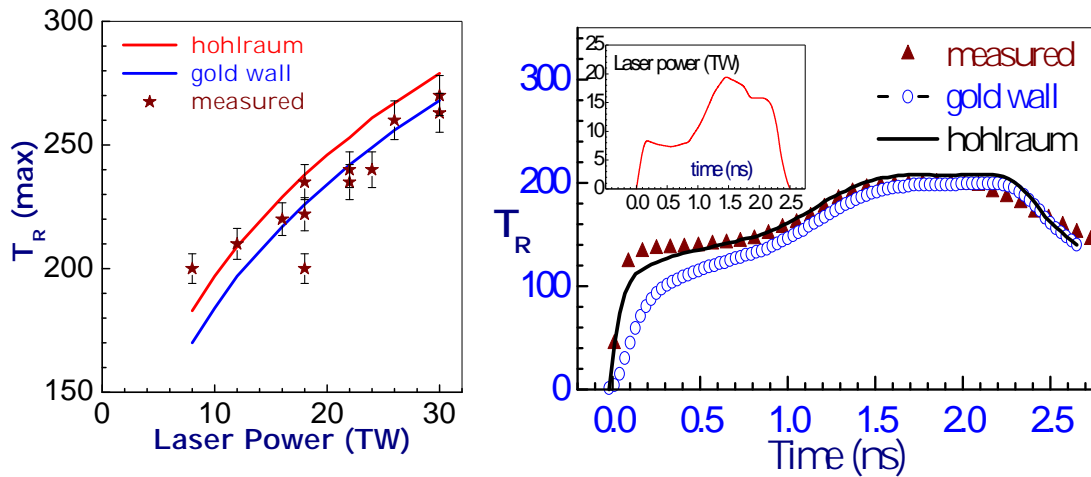 300
250
200
150
0
10
20
30
T_R (max)
Laser Power (TW)
hohlraum
gold wall
measured
300
200
100
0
T_R
0.0
0.5
1.0
1.5
2.0
2.5
Time (ns)
measured
gold wall
hohlraum
25
20
15
10
5
0
Laser power (TW)
time (ns)
0.0
0.5
1.0
1.5
2.0
2.5